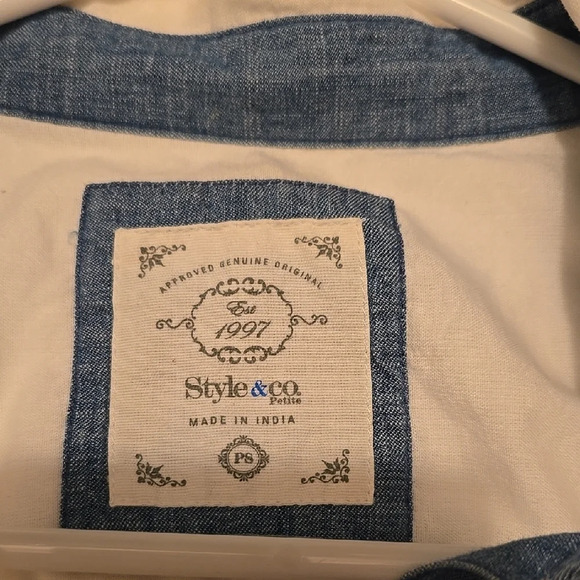 APPROVED GENUINE ORIGINAL
Est
1997
Style&co.
Petite
MADE IN INDIA
PS